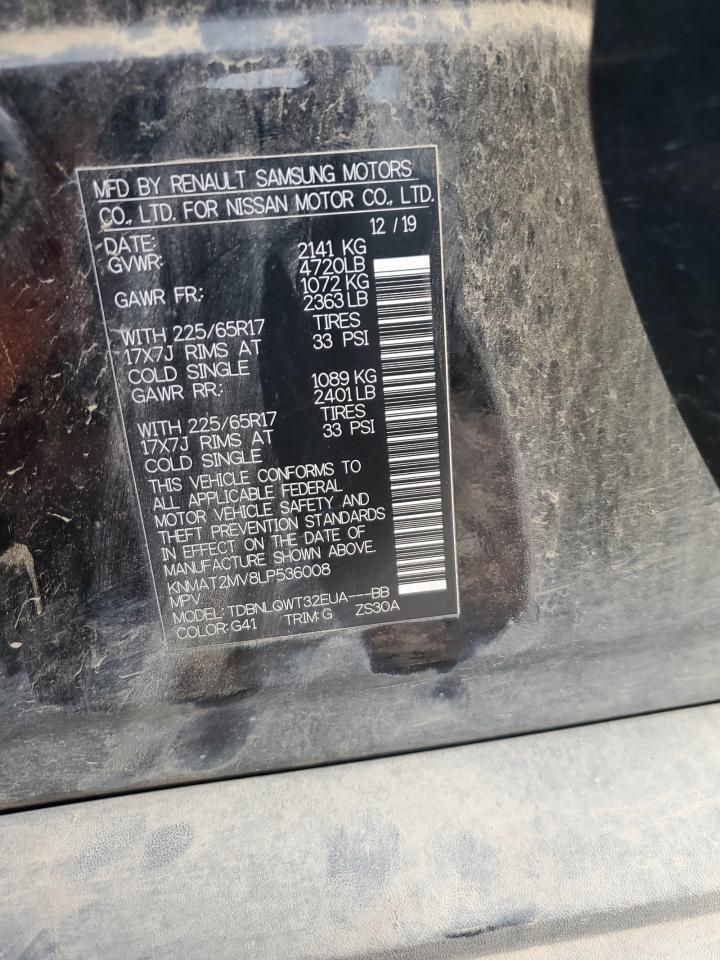 MFD BY RENAULT SAMSUNG MOTORS
CO., LTD. FOR NISSAN MOTOR CO., LTD.
DATE: 12 / 19
GVWR: 2141 KG
4720LB
GAWR FR: 1072 KG
2363 LB
WITH 225/65R17 TIRES
17X7J RIMS AT 33 PSI
COLD SINGLE
GAWR RR: 1089 KG
2401 LB
WITH 225/65R17 TIRES
17X7J RIMS AT 33 PSI
COLD SINGLE
THIS VEHICLE CONFORMS TO
ALL APPLICABLE FEDERAL
MOTOR VEHICLE SAFETY AND
THEFT PREVENTION STANDARDS
IN EFFECT ON THE DATE OF
MANUFACTURE SHOWN ABOVE.
KNMAT2MV8LP536008
MPV
MODEL: TDBNLQWT32EUA----BB
COLOR: G41 TRIM: G ZS30A